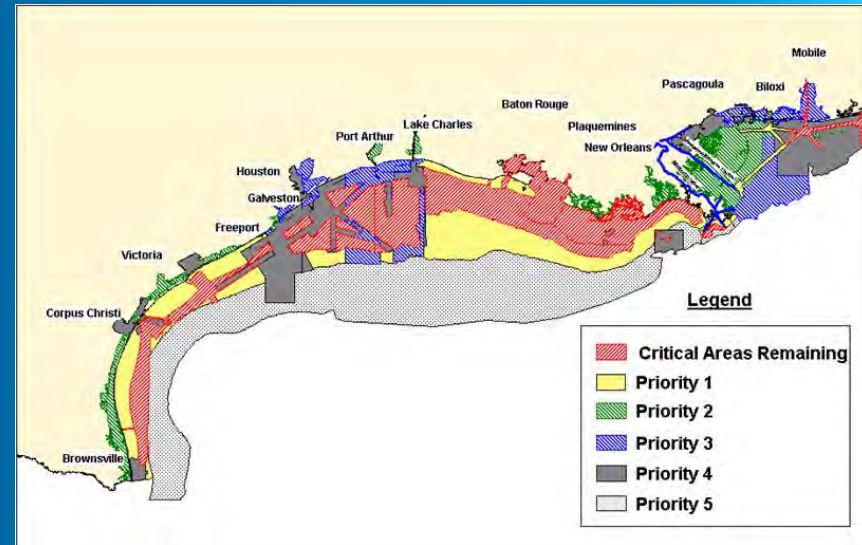 Mobile
Pascagoula
Biloxi
Baton Rouge
Plaquemines
Lake Charles
Port Arthur
New Orleans
Houston
Galveston
Freeport
Victoria
Corpus Christi
Brownsville
Legend
Critical Areas Remaining
Priority 1
Priority 2
Priority 3
Priority 4
Priority 5